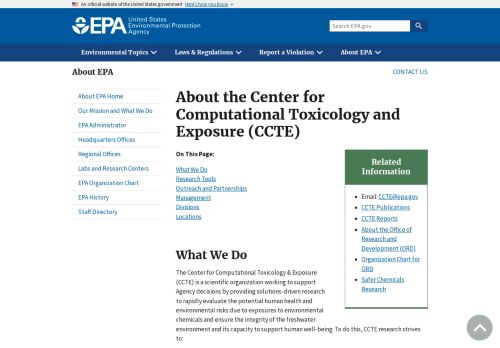 An official website of the United States government Here's how you know
EPA United States
Environmental Protection
Agency
Search EPA.gov
Environmental Topics
Laws & Regulations
Report a Violation
About EPA
About EPA
CONTACT US
About EPA Home
Our Mission and What We Do
EPA Administrator
Headquarters Offices
Regional Offices
Labs and Research Centers
EPA Organization Chart
EPA History
Staff Directory
About the Center for
Computational Toxicology and
Exposure (CCTE)
On This Page:
What We Do
Research Tools
Outreach and Partnerships
Management
Divisions
Locations
Related
Information
Email: CCTE@epa.gov
CCTE Publications
CCTE Reports
About the Office of
Research and
Development (ORD)
Organization Chart for
ORD
Safer Chemicals
Research
What We Do
The Center for Computational Toxicology & Exposure
(CCTE) is a scientific organization working to support
Agency decisions by providing solutions-driven research
to rapidly evaluate the potential human health and
environmental risks due to exposures to environmental
chemicals and ensure the integrity of the freshwater
environment and its capacity to support human well-being. To do this, CCTE research strives
to: